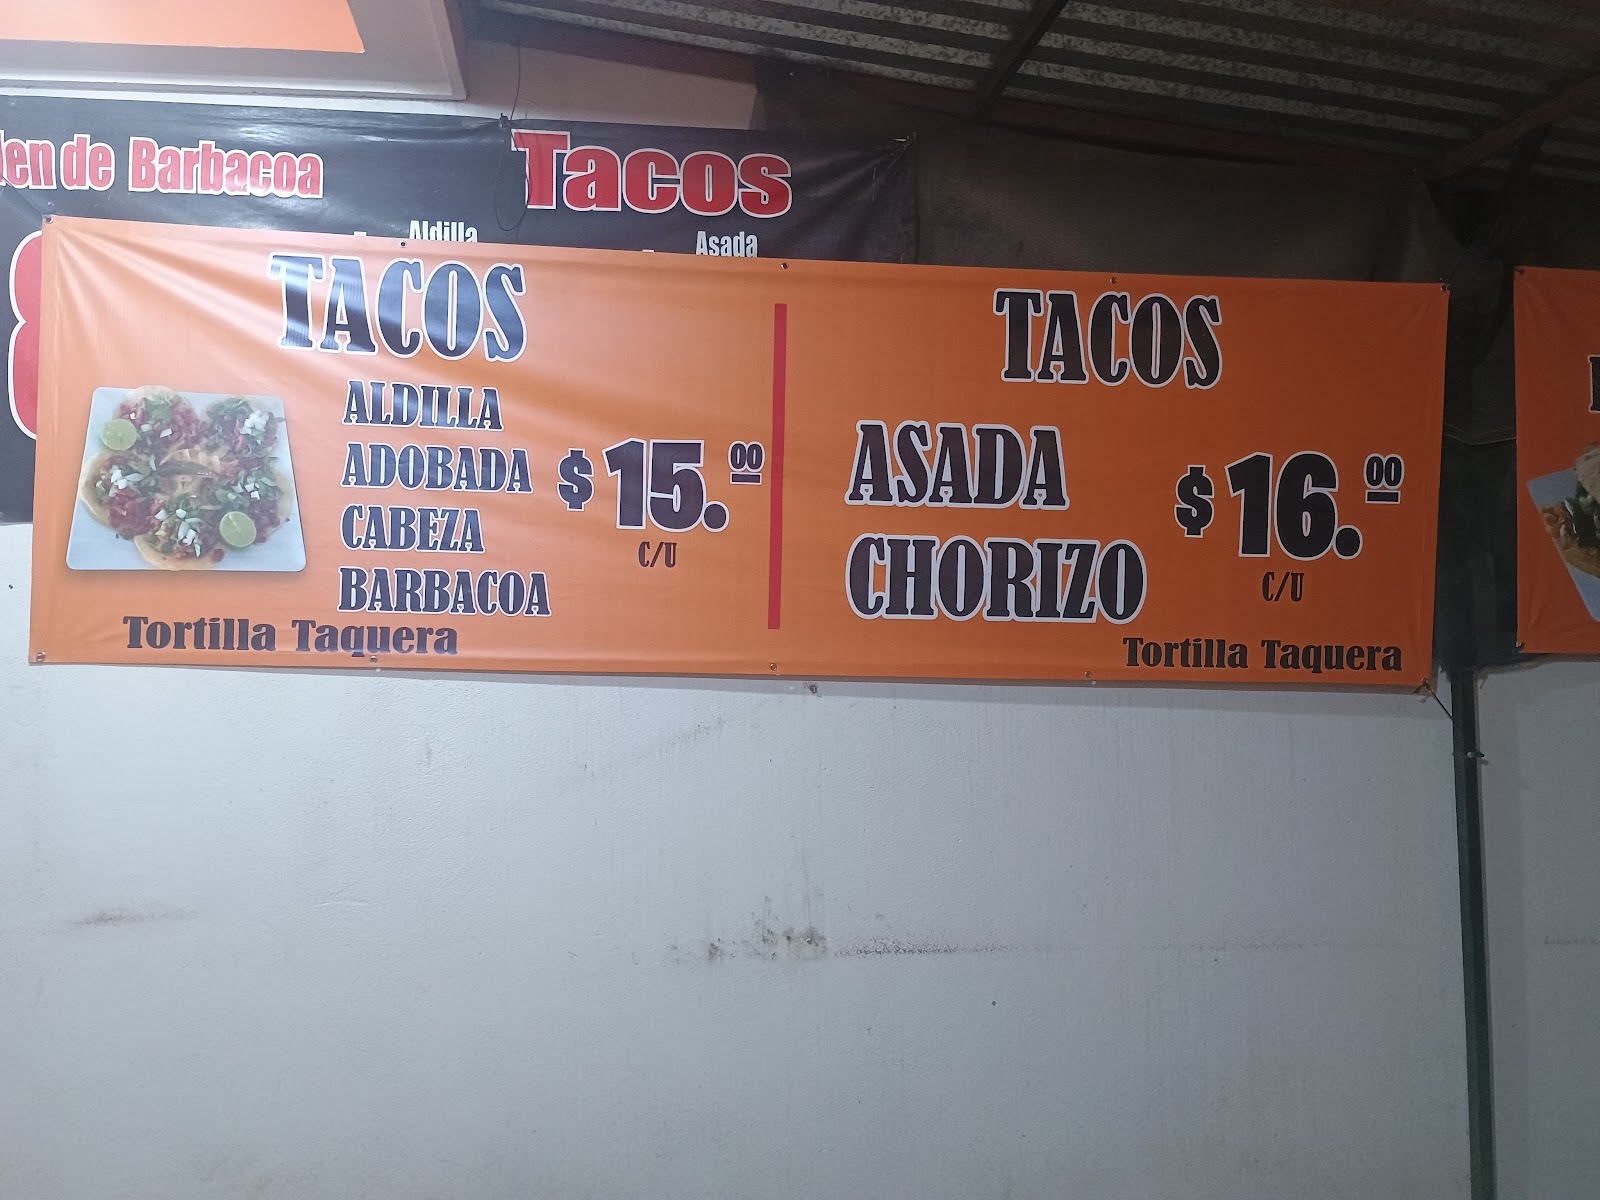 de Barbacoa
Tacos
Aldilla
Asada
TACOS
ALDILLA
ADOBADA
CABEZA
BARBACOA
$15.00
C/U
Tortilla Taquera
TACOS
ASADA
CHORIZO
$16.00
C/U
Tortilla Taquera